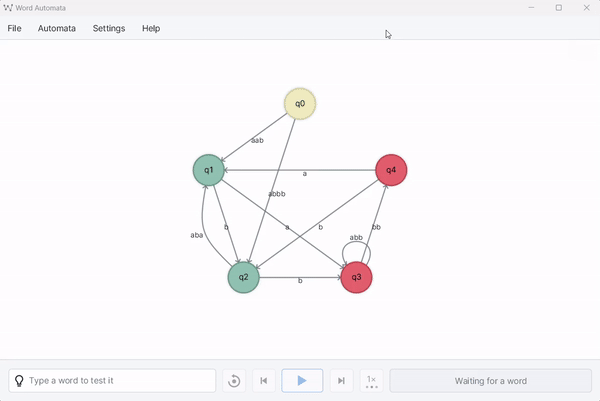 Word Automata
File Automata Settings Help
q0
aab
q1
a
q4
abbb
b
a
b
bb
aba
abb
q2
b
q3
Type a word to test it
1×
Waiting for a word